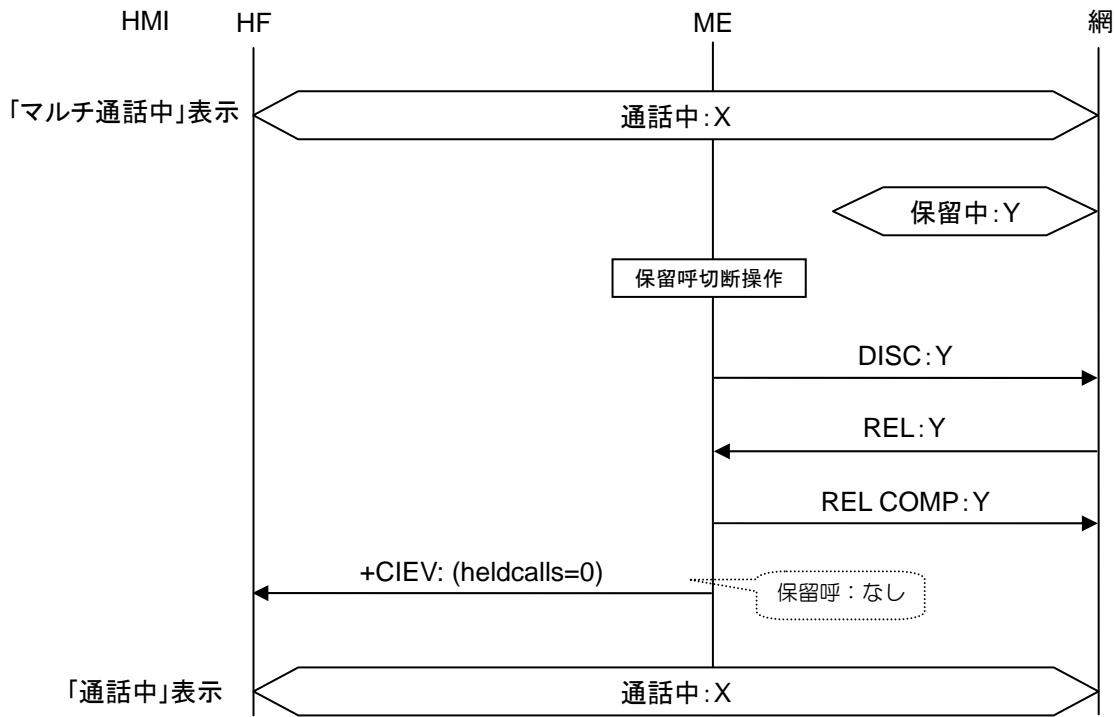 HMI HF ME 網
「マルチ通話中」表示 通話中:X
保留中:Y
保留呼切断操作
DISC:Y
REL:Y
REL COMP:Y
+CIEV: (heldcalls=0)
保留呼:なし
「通話中」表示 通話中:X